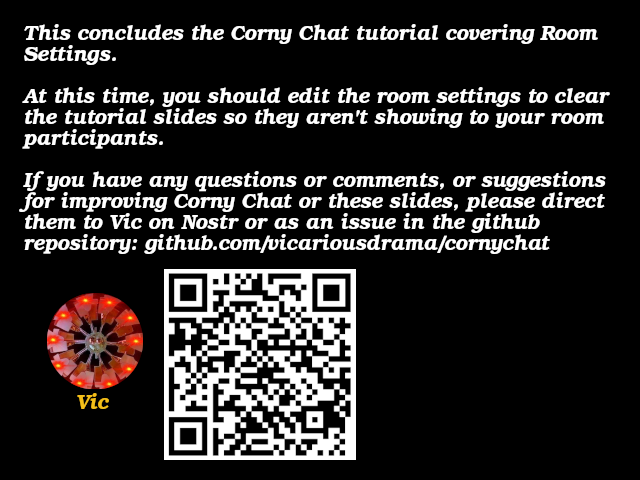 This concludes the Corny Chat tutorial covering Room
Settings.
At this time, you should edit the room settings to clear
the tutorial slides so they aren't showing to your room
participants.
If you have any questions or comments, or suggestions
for improving Corny Chat or these slides, please direct
them to Vic on Nostr or as an issue in the github
repository: github.com/vicariousdrama/cornychat
Vic